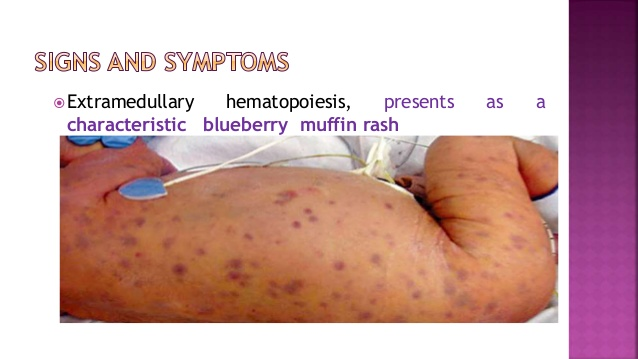 SIGNS AND SYMPTOMS
Extramedullary hematopoiesis, presents as a
characteristic blueberry muffin rash